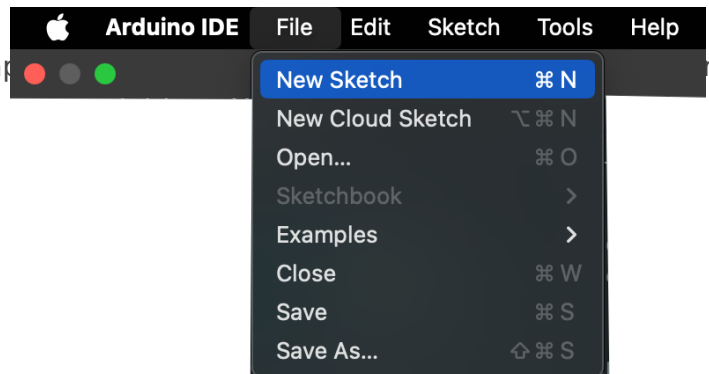 Arduino IDE File Edit Sketch Tools Help
New Sketch ⌘ N
New Cloud Sketch ⌥ ⌘ N
Open... ⌘ O
Sketchbook >
Examples >
Close ⌘ W
Save ⌘ S
Save As... ⇧ ⌘ S